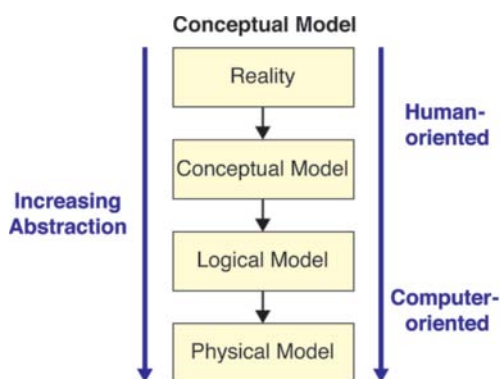 Conceptual Model
Reality
Human-
oriented
Conceptual Model
Increasing
Abstraction
Logical Model
Computer-
oriented
Physical Model